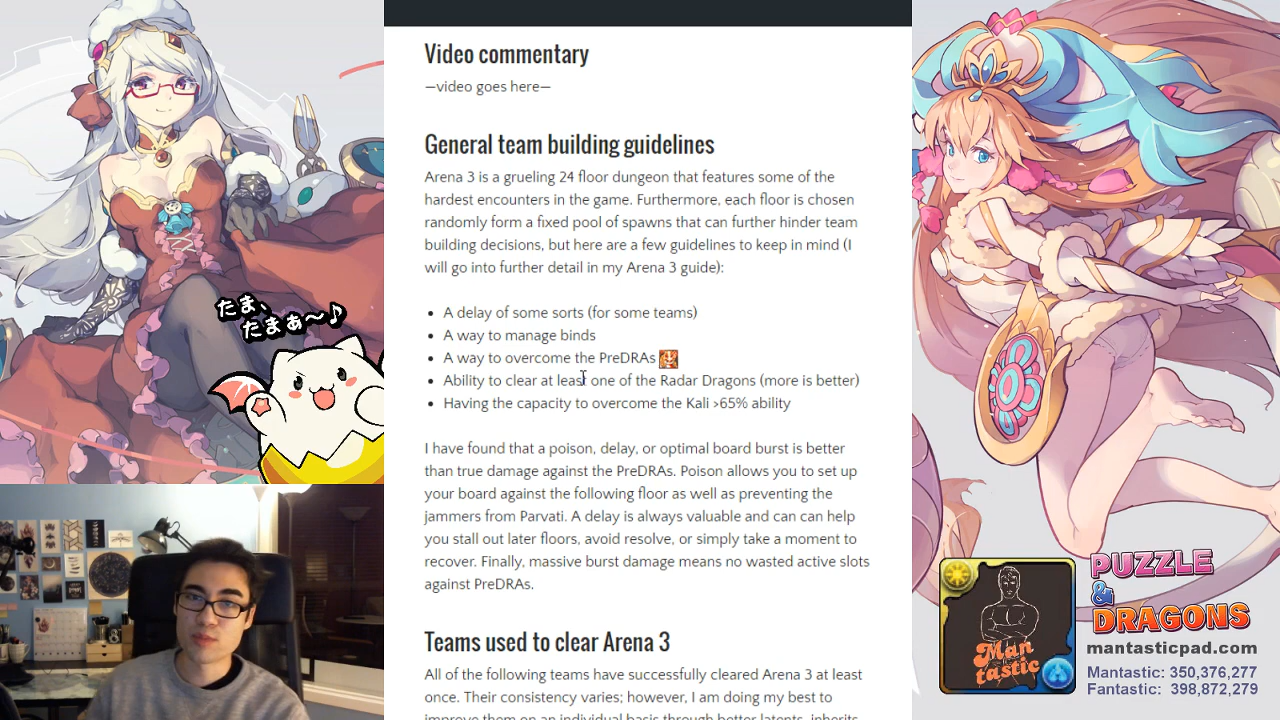 Video commentary
—video goes here—
General team building guidelines
Arena 3 is a grueling 24 floor dungeon that features some of the
hardest encounters in the game. Furthermore, each floor is chosen
randomly form a fixed pool of spawns that can further hinder team
building decisions, but here are a few guidelines to keep in mind (I
will go into further detail in my Arena 3 guide):
A delay of some sorts (for some teams)
A way to manage binds
A way to overcome the PreDRAs
Ability to clear at least one of the Radar Dragons (more is better)
Having the capacity to overcome the Kali >65% ability
I have found that a poison, delay, or optimal board burst is better
than true damage against the PreDRAs. Poison allows you to set up
your board against the following floor as well as preventing the
jammers from Parvati. A delay is always valuable and can can help
you stall out later floors, avoid resolve, or simply take a moment to
recover. Finally, massive burst damage means no wasted active slots
against PreDRAs.
Teams used to clear Arena 3
All of the following teams have successfully cleared Arena 3 at least
once. Their consistency varies; however, I am doing my best to
improve them on an individual basis through better latents, inherits
たま、
たまぁ～♪
Man
tastic
PUZZLE
&
DRAGONS
mantasticpad.com
Mantastic: 350,376,277
Fantastic: 398,872,279